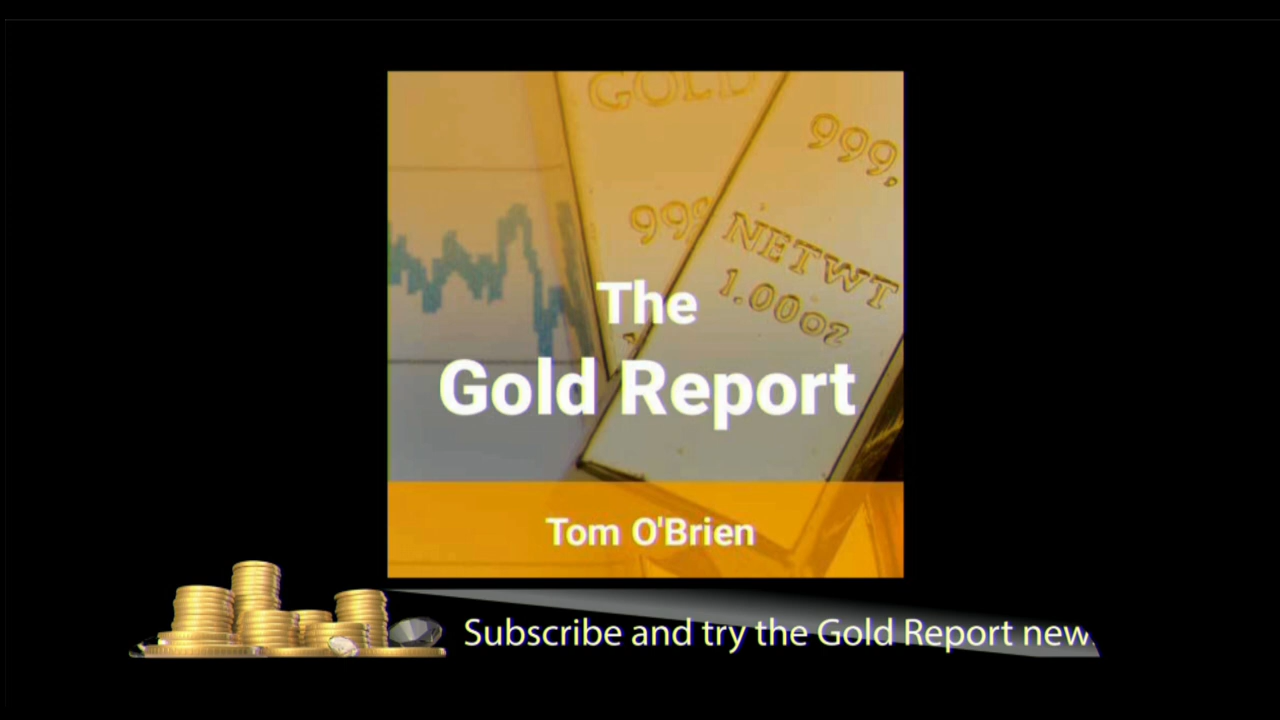 GOLD
999.
999
NETWT
1.00oz
The
Gold Report
Tom O'Brien
Subscribe and try the Gold Report new